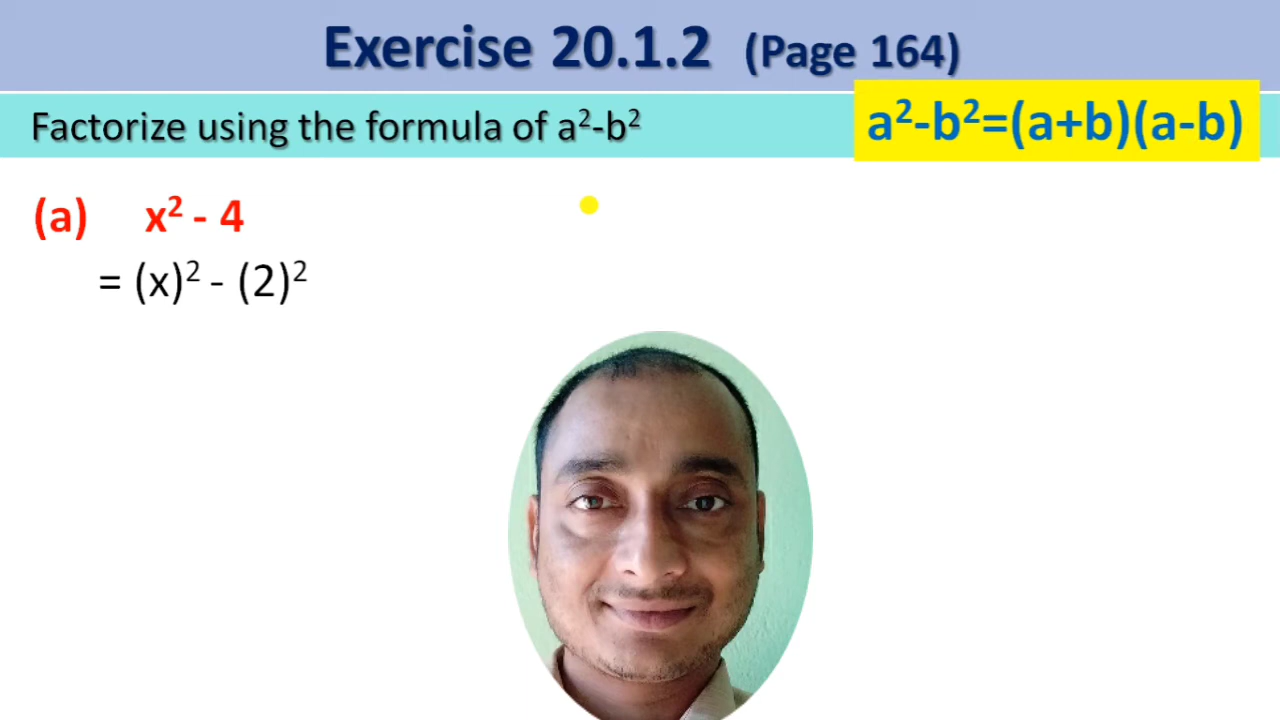 Exercise 20.1.2 (Page 164)
Factorize using the formula of a²-b²
a²-b²=(a+b)(a-b)
(a) x² - 4
= (x)² - (2)²